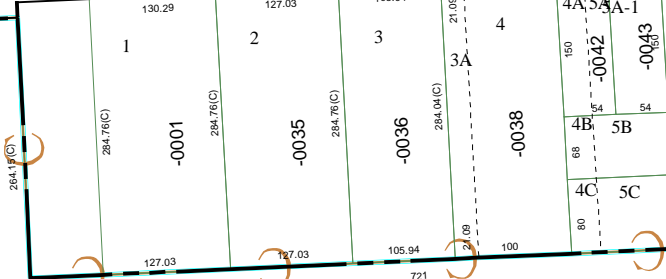 130.29
127.03
21.09
4A
5A
5A-1
1
2
3
4
3A
150
-0042
-0043
150
54
54
284.76(C)
284.76(C)
284.76(C)
284.04(C)
-0001
-0035
-0036
-0038
4B
5B
68
264.15(C)
4C
5C
80
127.03
127.03
105.94
21.09
100
721